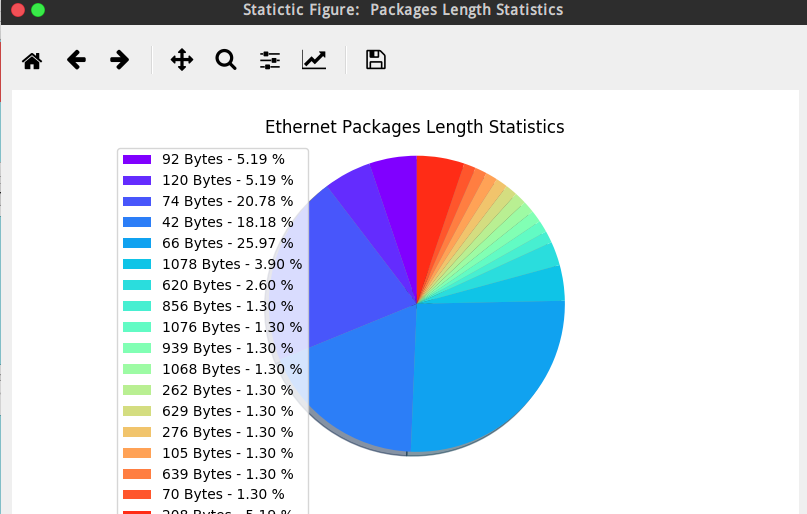 Statictic Figure:  Packages Length Statistics
Ethernet Packages Length Statistics
92 Bytes - 5.19 %
120 Bytes - 5.19 %
74 Bytes - 20.78 %
42 Bytes - 18.18 %
66 Bytes - 25.97 %
1078 Bytes - 3.90 %
620 Bytes - 2.60 %
856 Bytes - 1.30 %
1076 Bytes - 1.30 %
939 Bytes - 1.30 %
1068 Bytes - 1.30 %
262 Bytes - 1.30 %
629 Bytes - 1.30 %
276 Bytes - 1.30 %
105 Bytes - 1.30 %
639 Bytes - 1.30 %
70 Bytes - 1.30 %
Bytes - 5.19 %